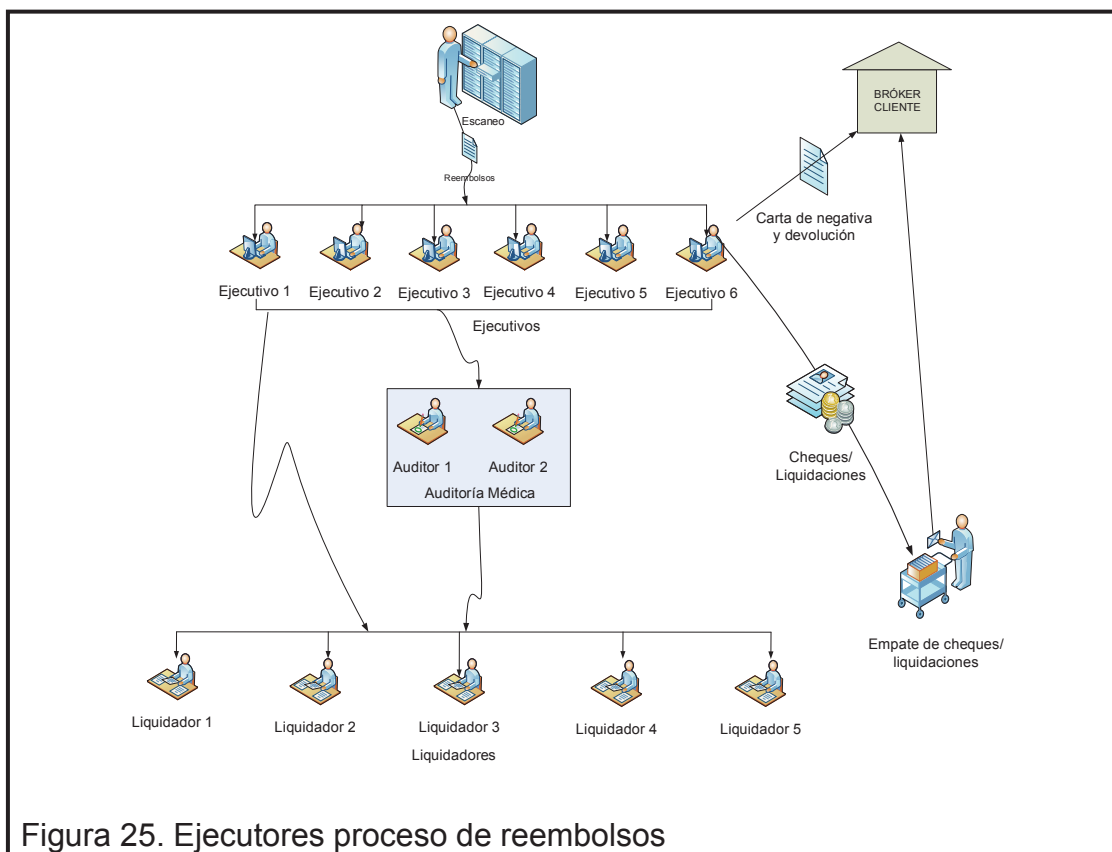 Escaneo
Reembolsos
BRÓKER
CLIENTE
Carta de negativa
y devolución
Ejecutivo 1
Ejecutivo 2
Ejecutivo 3
Ejecutivo 4
Ejecutivo 5
Ejecutivo 6
Ejecutivos
Auditor 1
Auditor 2
Auditoría Médica
Cheques/
Liquidaciones
Empate de cheques/
liquidaciones
Liquidador 1
Liquidador 2
Liquidador 3
Liquidador 4
Liquidador 5
Liquidadores
Figura 25. Ejecutores proceso de reembolsos